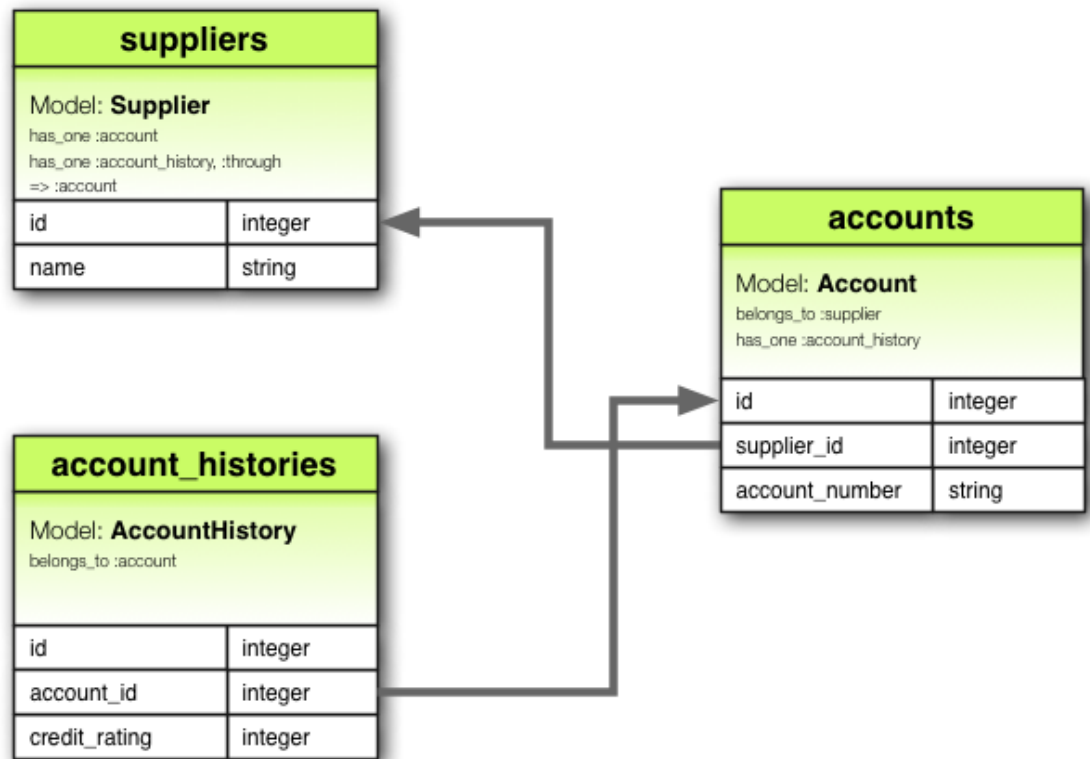 suppliers
Model: Supplier
has_one :account
has_one :account_history, :through
=> :account
id integer
name string
accounts
Model: Account
belongs_to :supplier
has_one :account_history
id integer
supplier_id integer
account_number string
account_histories
Model: AccountHistory
belongs_to :account
id integer
account_id integer
credit_rating integer